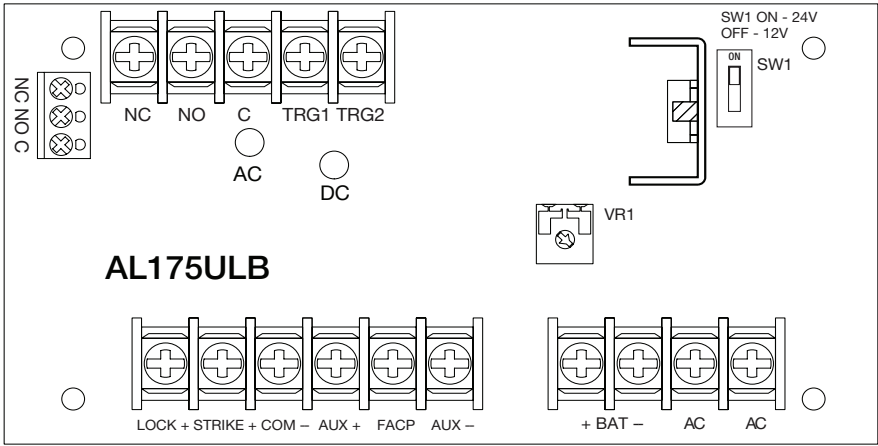 SW1 ON - 24V
OFF - 12V
ON
SW1
NC NO C
NC NO C TRG1 TRG2
AC
DC
VR1
AL175ULB
LOCK + STRIKE + COM – AUX + FACP AUX –
+ BAT – AC AC